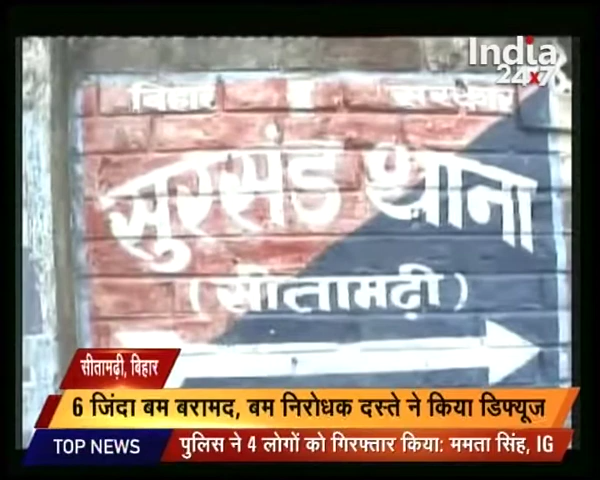 India
24x7
बिहार सरकार
सुरसंड थाना
(सीतामढ़ी)
सीतामढ़ी, बिहार
6 जिंदा बम बरामद, बम निरोधक दस्ते ने किया डिफ्यूज
TOP NEWS पुलिस ने 4 लोगों को गिरफ्तार किया: ममता सिंह, IG